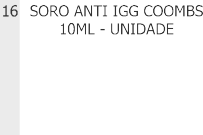 16 SORO ANTI IGG COOMBS
10ML - UNIDADE